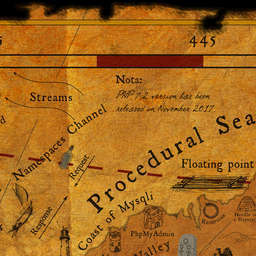 445
Nota:
PHP 7.2 version has been
released on November 2017
Streams
Namespaces Channel
Request
Response
Procedural Sea
Floating point
Coast of Mysqli
PhpMyAdmin
Valley